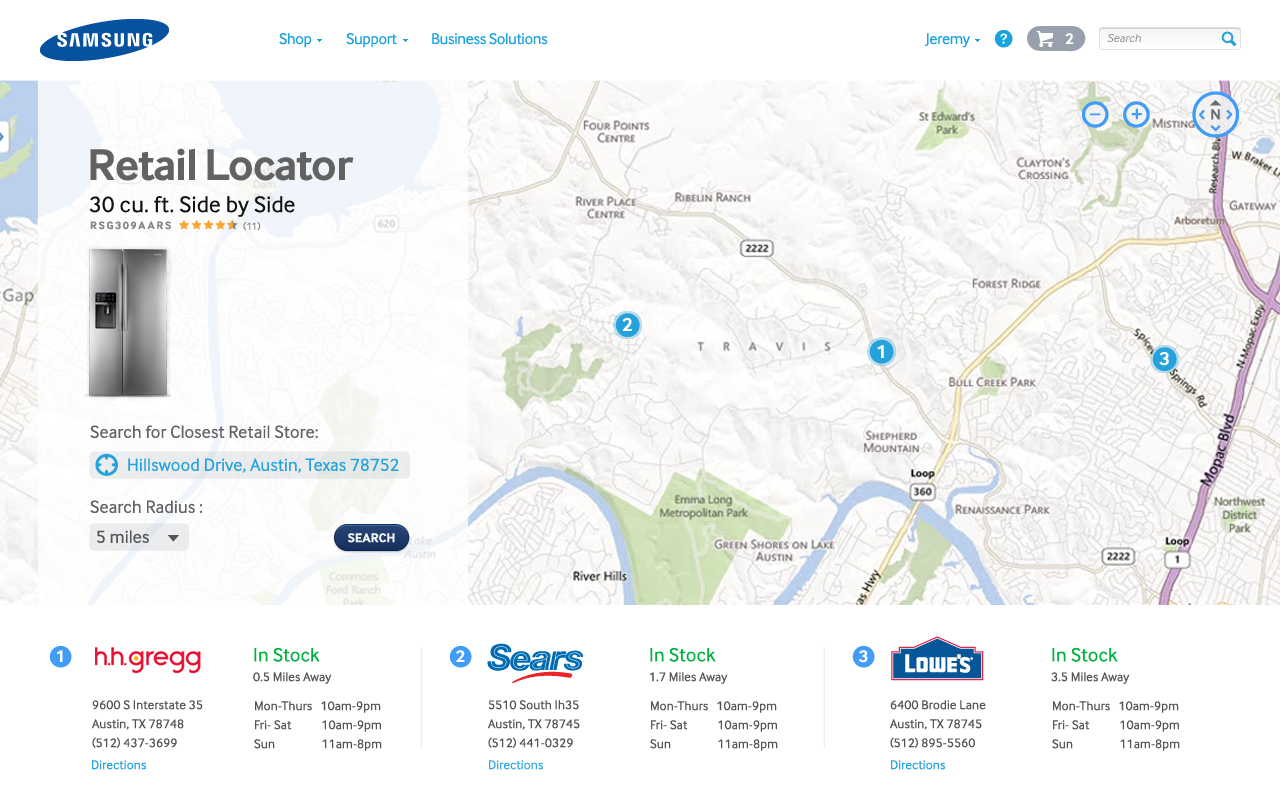 SAMSUNG
Shop
Support
Business Solutions
Jeremy
?
2
Search
Retail Locator
30 cu. ft. Side by Side
RSG309AARS
(11)
Search for Closest Retail Store:
Hillswood Drive, Austin, Texas 78752
Search Radius :
5 miles
SEARCH
Gap
Dam
620
Lake
Austin
Commons
Ford Ranch
Park
FOUR POINTS
CENTRE
St Edward's
Park
MISTING
N
CLAYTON'S
CROSSING
Research Blv
W Braker Ln
RIVER PLACE
CENTRE
RIBELIN RANCH
GATEWAY
Arboretum
2222
FOREST RIDGE
2
TRAVIS
1
3
Spicewood Springs Rd
N Mopac Expy
BULL CREEK PARK
SHEPHERD
MOUNTAIN
Mopac Blvd
Loop
360
Emma Long
Metropolitan Park
RENAISSANCE PARK
Northwest
District
Park
GREEN SHORES ON LAKE
AUSTIN
2222
Loop
1
River Hills
as Hwy
1
h.h.gregg
In Stock
0.5 Miles Away
9600 S Interstate 35
Austin, TX 78748
(512) 437-3699
Directions
Mon-Thurs 10am-9pm
Fri- Sat 10am-9pm
Sun 11am-8pm
2
Sears
In Stock
1.7 Miles Away
5510 South Ih35
Austin, TX 78745
(512) 441-0329
Directions
Mon-Thurs 10am-9pm
Fri- Sat 10am-9pm
Sun 11am-8pm
3
LOWE'S
In Stock
3.5 Miles Away
6400 Brodie Lane
Austin, TX 78745
(512) 895-5560
Directions
Mon-Thurs 10am-9pm
Fri- Sat 10am-9pm
Sun 11am-8pm